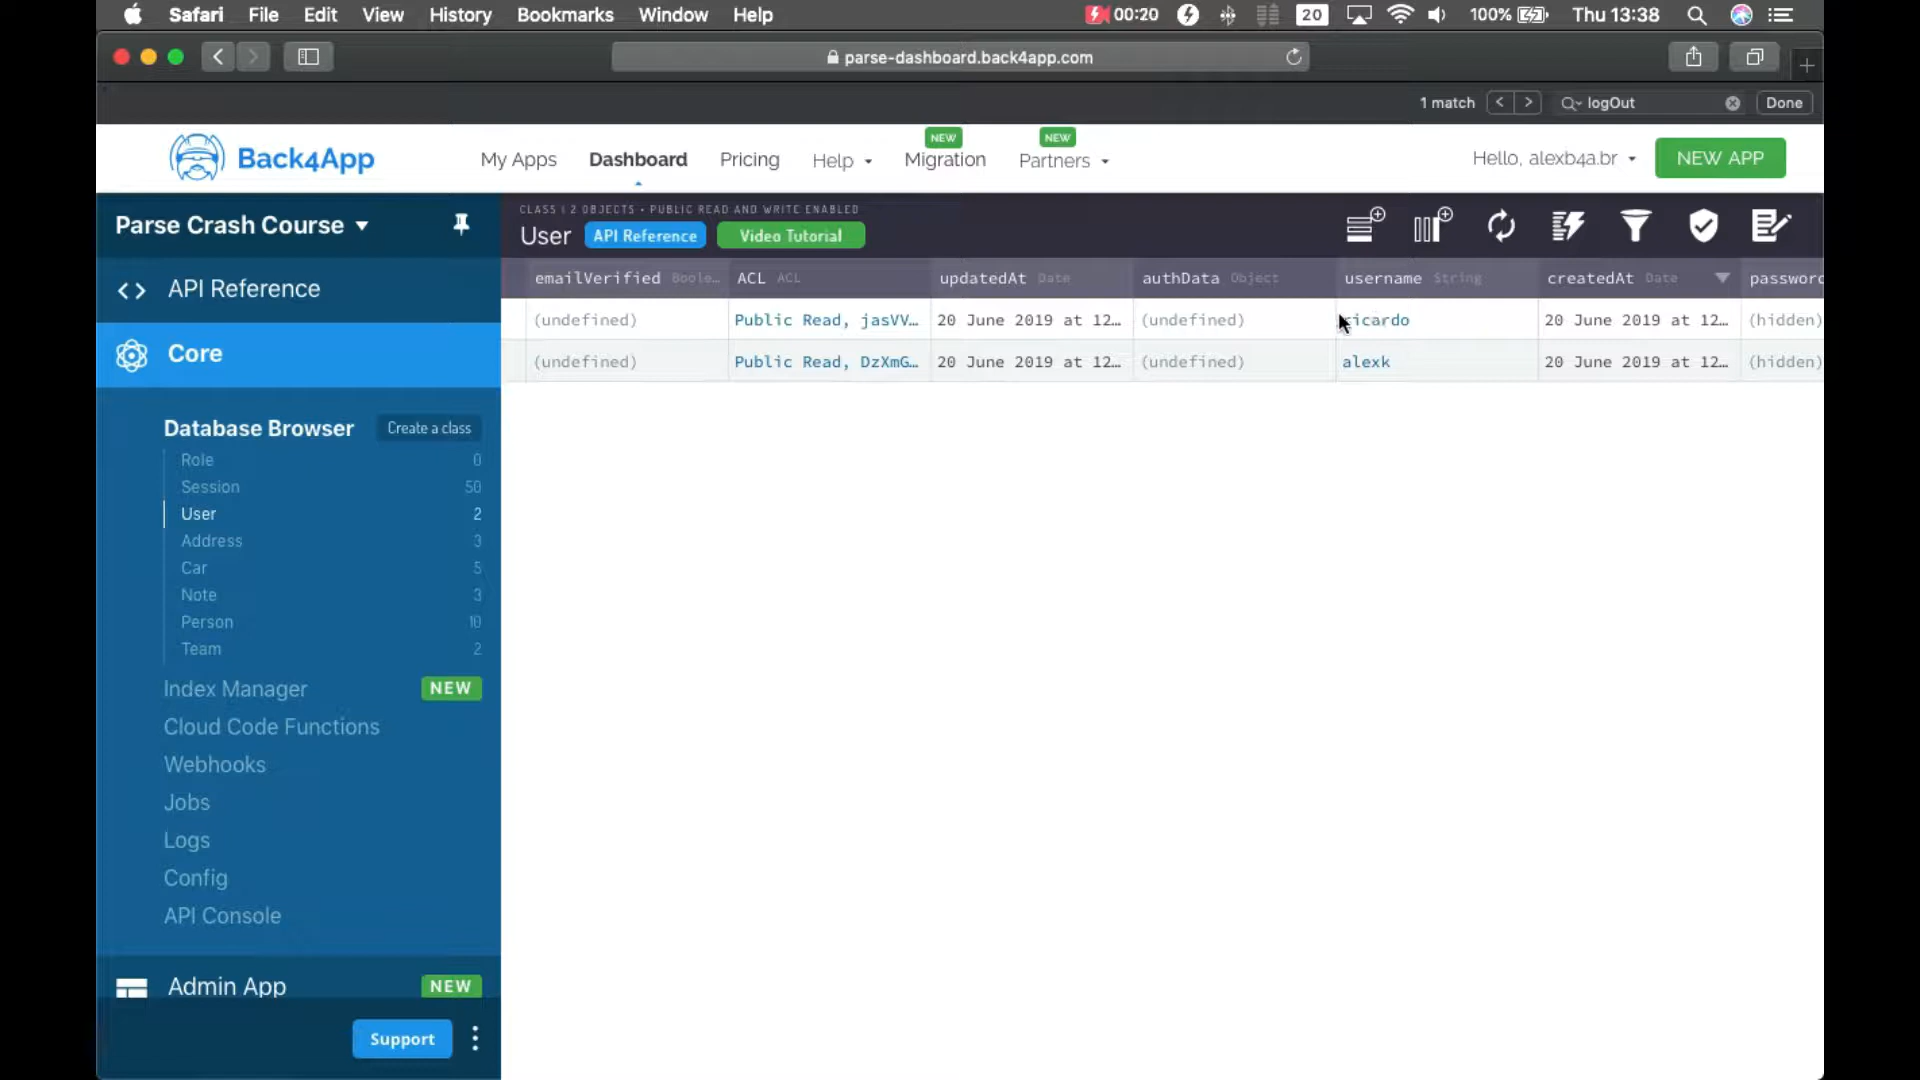 Safari File Edit View History Bookmarks Window Help 00:20 20 100% Thu 13:38
parse-dashboard.back4app.com
1 match logOut Done
Back4App My Apps Dashboard Pricing Help NEW Migration NEW Partners Hello, alexb4a.br NEW APP
Parse Crash Course
CLASS | 2 OBJECTS • PUBLIC READ AND WRITE ENABLED
User API Reference Video Tutorial
emailVerified Boole… ACL ACL updatedAt Date authData Object username String createdAt Date password
(undefined) Public Read, jasVV… 20 June 2019 at 12… (undefined) ricardo 20 June 2019 at 12… (hidden)
(undefined) Public Read, DzXmG… 20 June 2019 at 12… (undefined) alexk 20 June 2019 at 12… (hidden)
API Reference
Core
Database Browser Create a class
Role 0
Session 50
User 2
Address 3
Car 5
Note 3
Person 10
Team 2
Index Manager NEW
Cloud Code Functions
Webhooks
Jobs
Logs
Config
API Console
Admin App NEW
Support